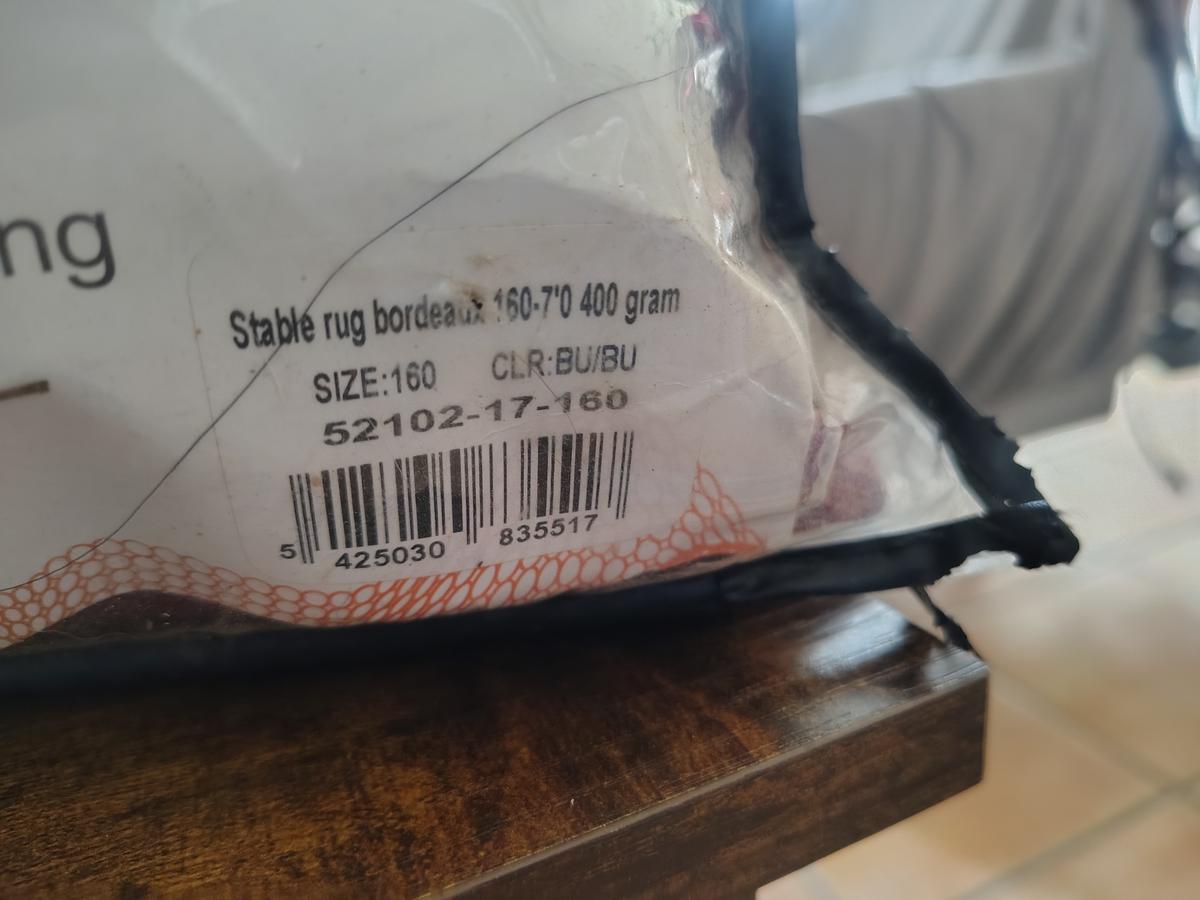 ng
Stable rug bordeaux 160-7'0 400 gram
SIZE:160 CLR:BU/BU
52102-17-160
5 425030 835517